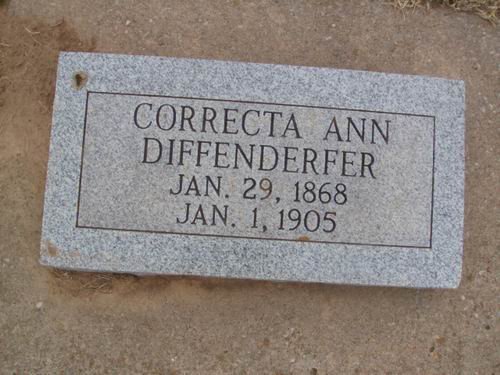 CORRECTA ANN
DIFFENDERFER
JAN. 29, 1868
JAN. 1, 1905